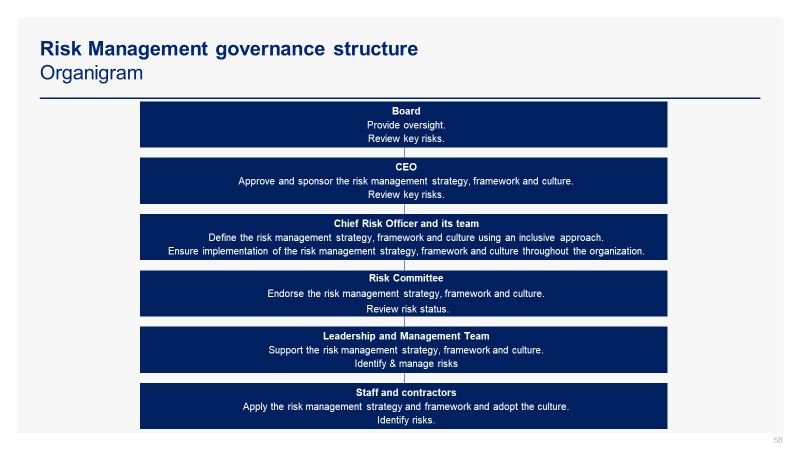 Risk Management governance structure
Organigram
Board
Provide oversight.
Review key risks.
CEO
Approve and sponsor the risk management strategy, framework and culture.
Review key risks.
Chief Risk Officer and its team
Define the risk management strategy, framework and culture using an inclusive approach.
Ensure implementation of the risk management strategy, framework and culture throughout the organization.
Risk Committee
Endorse the risk management strategy, framework and culture.
Review risk status.
Leadership and Management Team
Support the risk management strategy, framework and culture.
Identify & manage risks
Staff and contractors
Apply the risk management strategy and framework and adopt the culture.
Identify risks.
58